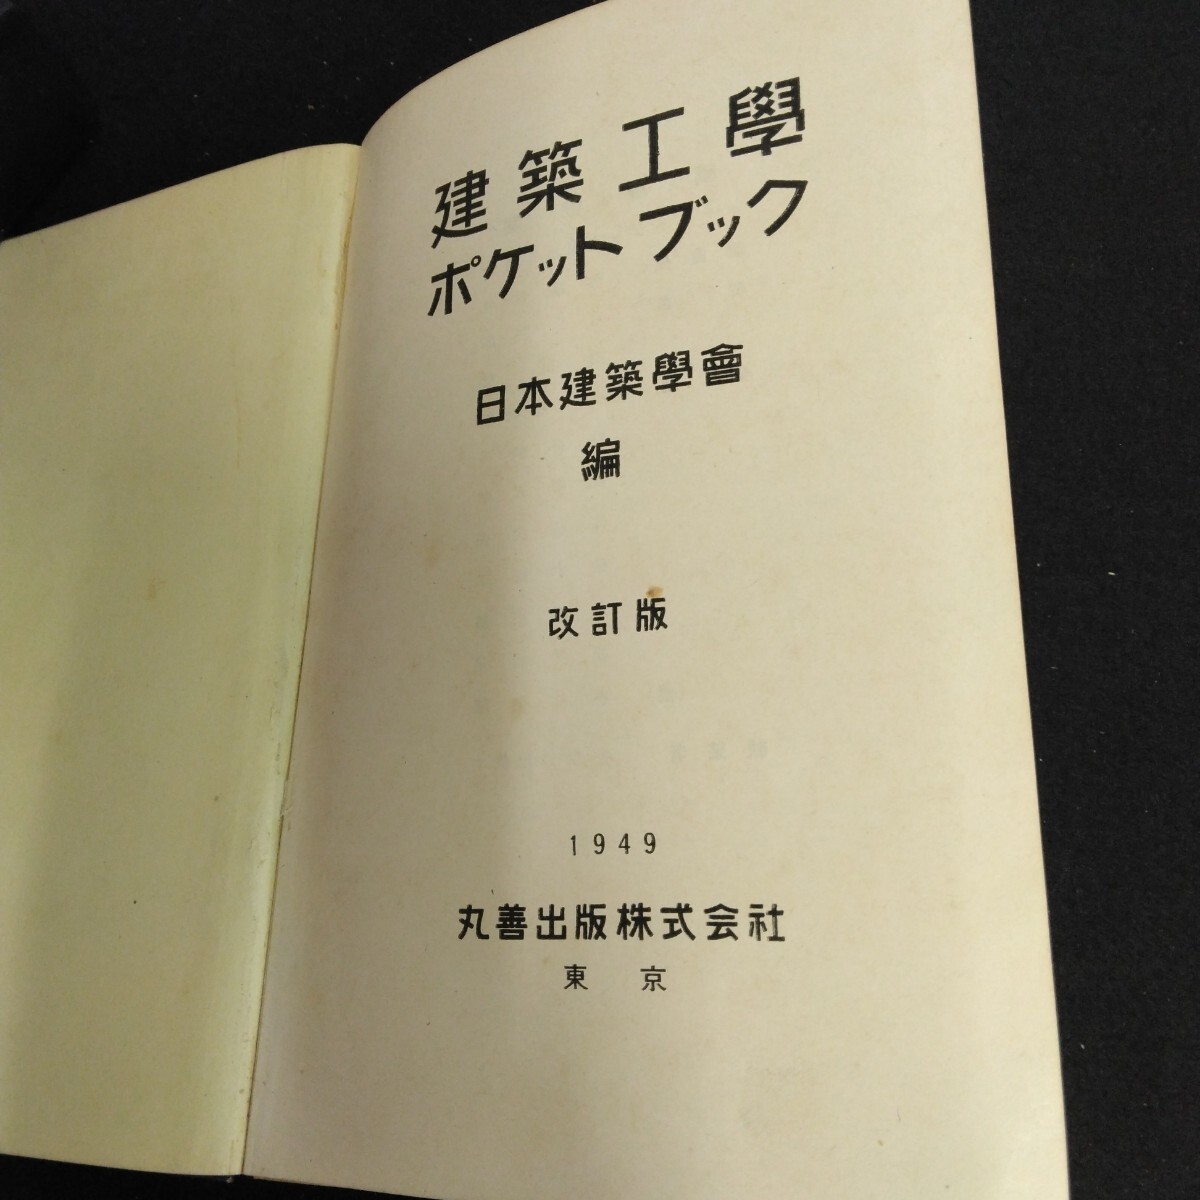 建築工學
ポケットブック
日本建築學會
編
改訂版
1949
丸善出版株式会社
東京